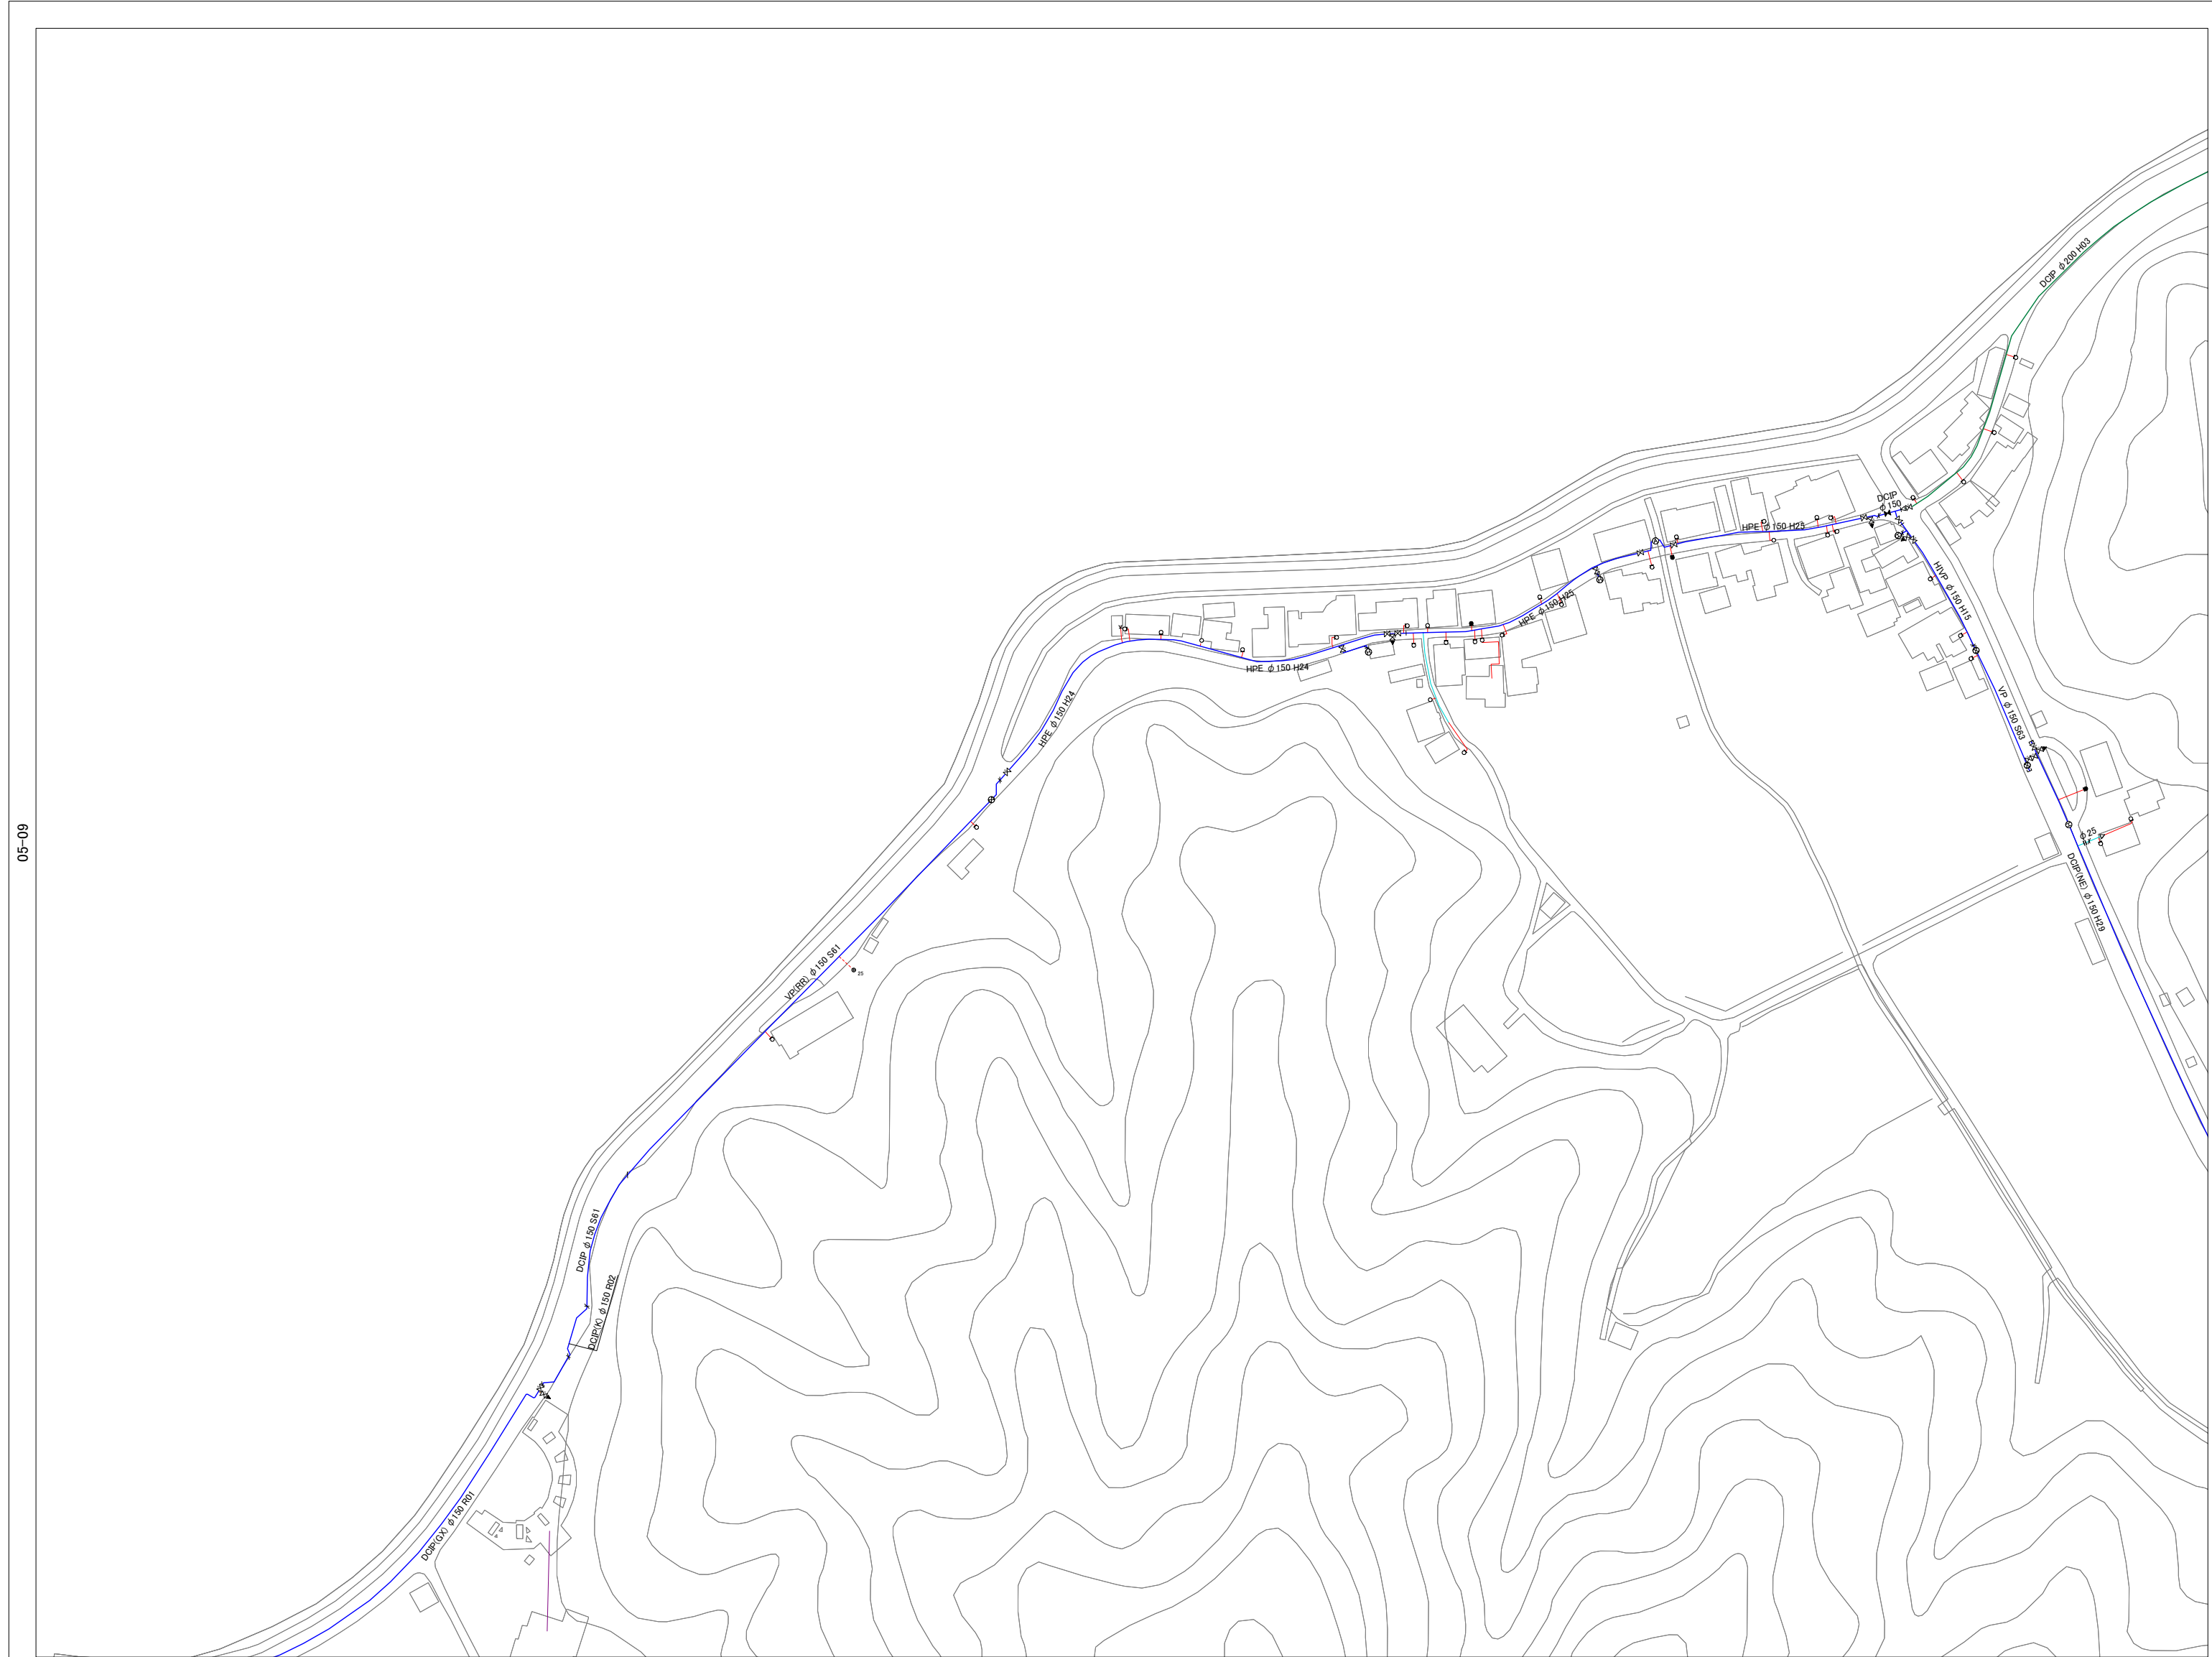 DCIP φ200 H03
DCIP
φ150
HPE φ150 H25
HIVP φ150 H15
HPE φ150 H25
HPE φ150 H24
HPE φ150 H24
VP φ150 S63
05-09
φ25
DCIP(NE) φ150 H29
VP(RR) φ150 S61
25
DCIP φ150 S61
DCIP(K) φ150 R02
DCIP(GX) φ150 R01